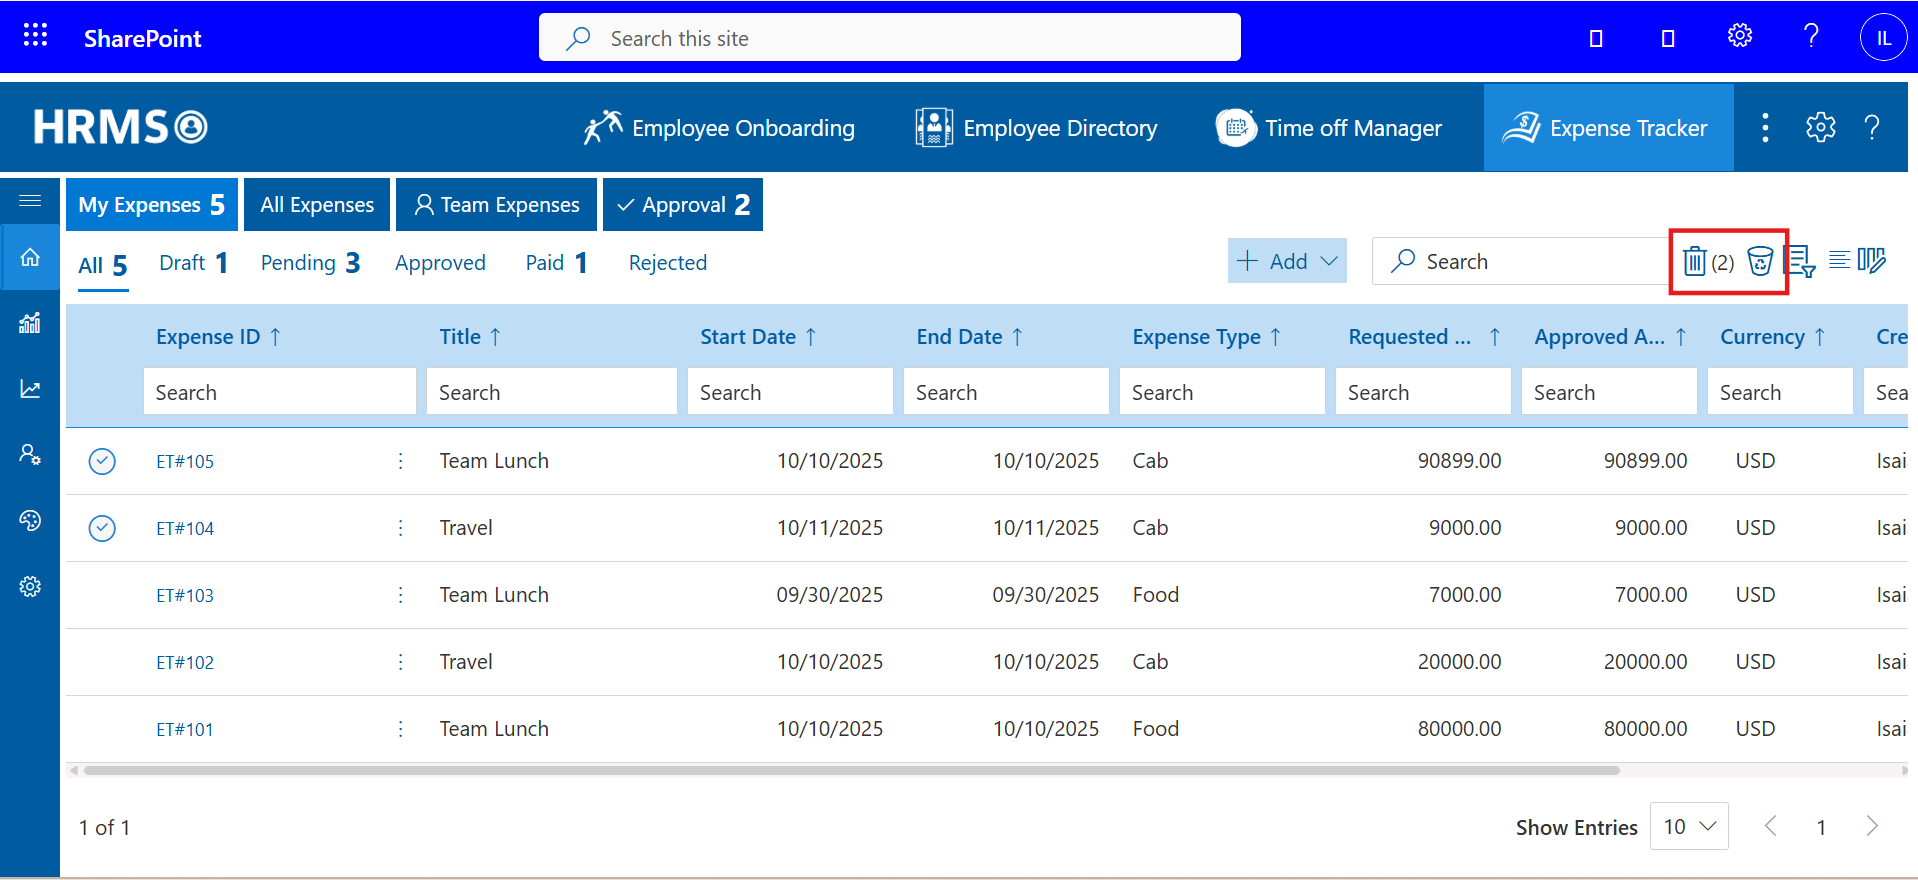 SharePoint
Search this site
IL
HRMS
Employee Onboarding
Employee Directory
Time off Manager
Expense Tracker
My Expenses 5
All Expenses
Team Expenses
Approval 2
All 5
Draft 1
Pending 3
Approved
Paid 1
Rejected
Add
Search
(2)
Expense ID ↑ Title ↑ Start Date ↑ End Date ↑ Expense Type ↑ Requested ... ↑ Approved A... ↑ Currency ↑ Cre
Search Search Search Search Search Search Search Search Sea
ET#105 Team Lunch 10/10/2025 10/10/2025 Cab 90899.00 90899.00 USD Isai
ET#104 Travel 10/11/2025 10/11/2025 Cab 9000.00 9000.00 USD Isai
ET#103 Team Lunch 09/30/2025 09/30/2025 Food 7000.00 7000.00 USD Isai
ET#102 Travel 10/10/2025 10/10/2025 Cab 20000.00 20000.00 USD Isai
ET#101 Team Lunch 10/10/2025 10/10/2025 Food 80000.00 80000.00 USD Isai
1 of 1
Show Entries 10 1